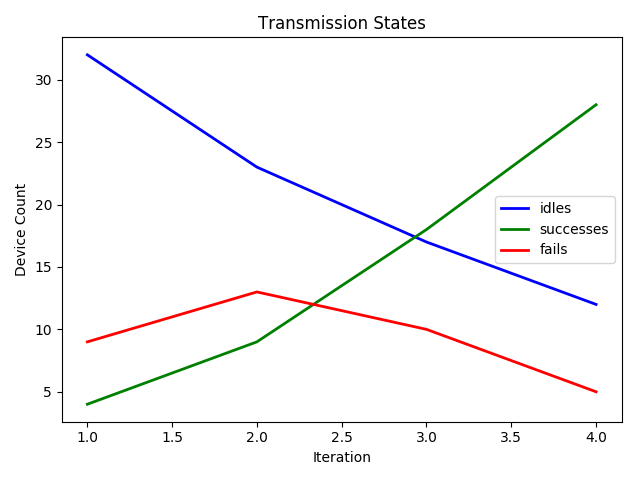 Transmission States
Device Count
30
25
20
15
10
5
idles
successes
fails
1.0 1.5 2.0 2.5 3.0 3.5 4.0
Iteration